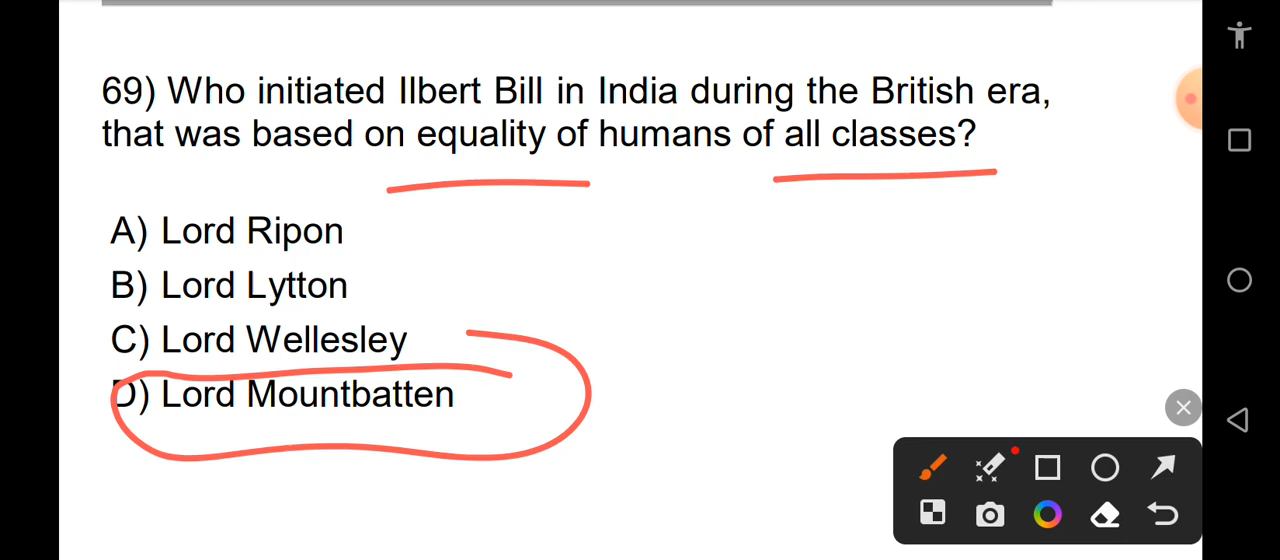 69) Who initiated Ilbert Bill in India during the British era,
that was based on equality of humans of all classes?
A) Lord Ripon
B) Lord Lytton
C) Lord Wellesley
D) Lord Mountbatten